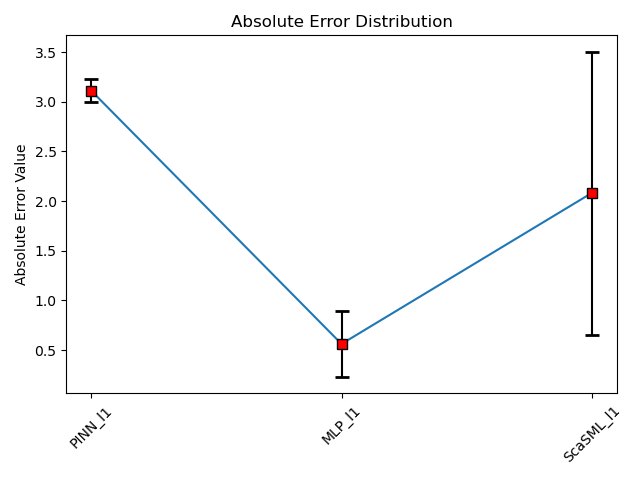 Absolute Error Distribution
Absolute Error Value
3.5
3.0
2.5
2.0
1.5
1.0
0.5
PINN_l1
MLP_l1
ScaSML_l1